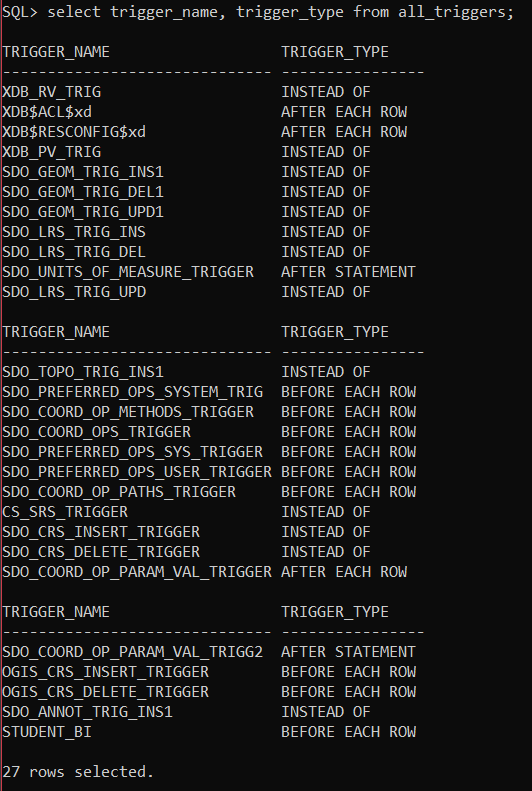 SQL> select trigger_name, trigger_type from all_triggers;
TRIGGER_NAME TRIGGER_TYPE
------------------------------ ----------------
XDB_RV_TRIG INSTEAD OF
XDB$ACL$xd AFTER EACH ROW
XDB$RESCONFIG$xd AFTER EACH ROW
XDB_PV_TRIG INSTEAD OF
SDO_GEOM_TRIG_INS1 INSTEAD OF
SDO_GEOM_TRIG_DEL1 INSTEAD OF
SDO_GEOM_TRIG_UPD1 INSTEAD OF
SDO_LRS_TRIG_INS INSTEAD OF
SDO_LRS_TRIG_DEL INSTEAD OF
SDO_UNITS_OF_MEASURE_TRIGGER AFTER STATEMENT
SDO_LRS_TRIG_UPD INSTEAD OF
TRIGGER_NAME TRIGGER_TYPE
------------------------------ ----------------
SDO_TOPO_TRIG_INS1 INSTEAD OF
SDO_PREFERRED_OPS_SYSTEM_TRIG BEFORE EACH ROW
SDO_COORD_OP_METHODS_TRIGGER BEFORE EACH ROW
SDO_COORD_OPS_TRIGGER BEFORE EACH ROW
SDO_PREFERRED_OPS_SYS_TRIGGER BEFORE EACH ROW
SDO_PREFERRED_OPS_USER_TRIGGER BEFORE EACH ROW
SDO_COORD_OP_PATHS_TRIGGER BEFORE EACH ROW
CS_SRS_TRIGGER INSTEAD OF
SDO_CRS_INSERT_TRIGGER INSTEAD OF
SDO_CRS_DELETE_TRIGGER INSTEAD OF
SDO_COORD_OP_PARAM_VAL_TRIGGER AFTER EACH ROW
TRIGGER_NAME TRIGGER_TYPE
------------------------------ ----------------
SDO_COORD_OP_PARAM_VAL_TRIGG2 AFTER STATEMENT
OGIS_CRS_INSERT_TRIGGER BEFORE EACH ROW
OGIS_CRS_DELETE_TRIGGER BEFORE EACH ROW
SDO_ANNOT_TRIG_INS1 INSTEAD OF
STUDENT_BI BEFORE EACH ROW
27 rows selected.